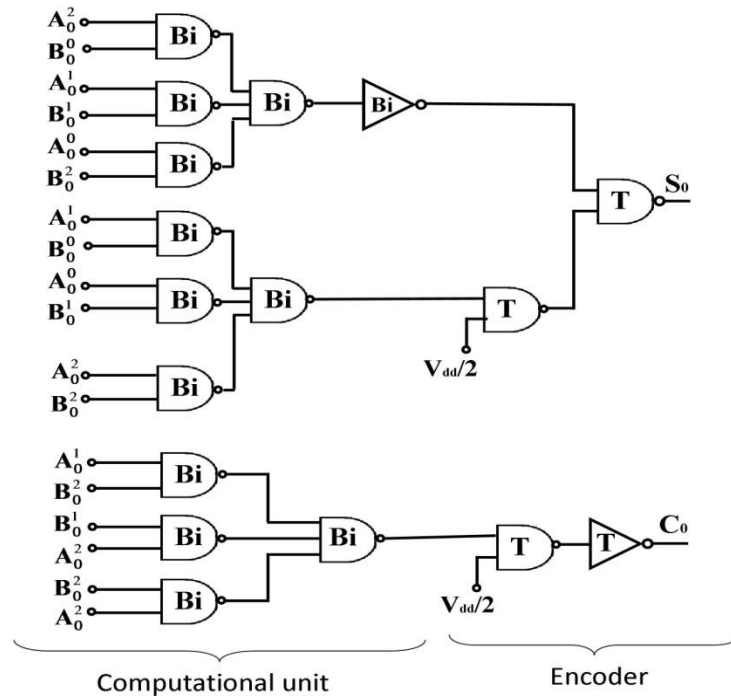 A₀²
B₀⁰
Bi
A₀¹
B₀¹
Bi
Bi
Bi
A₀⁰
B₀²
Bi
S₀
T
A₀¹
B₀⁰
Bi
A₀⁰
B₀¹
Bi
Bi
T
V_dd/2
A₀²
B₀²
Bi
A₀¹
B₀²
Bi
B₀¹
A₀²
Bi
Bi
T
T
C₀
B₀²
A₀²
Bi
V_dd/2
Computational unit
Encoder